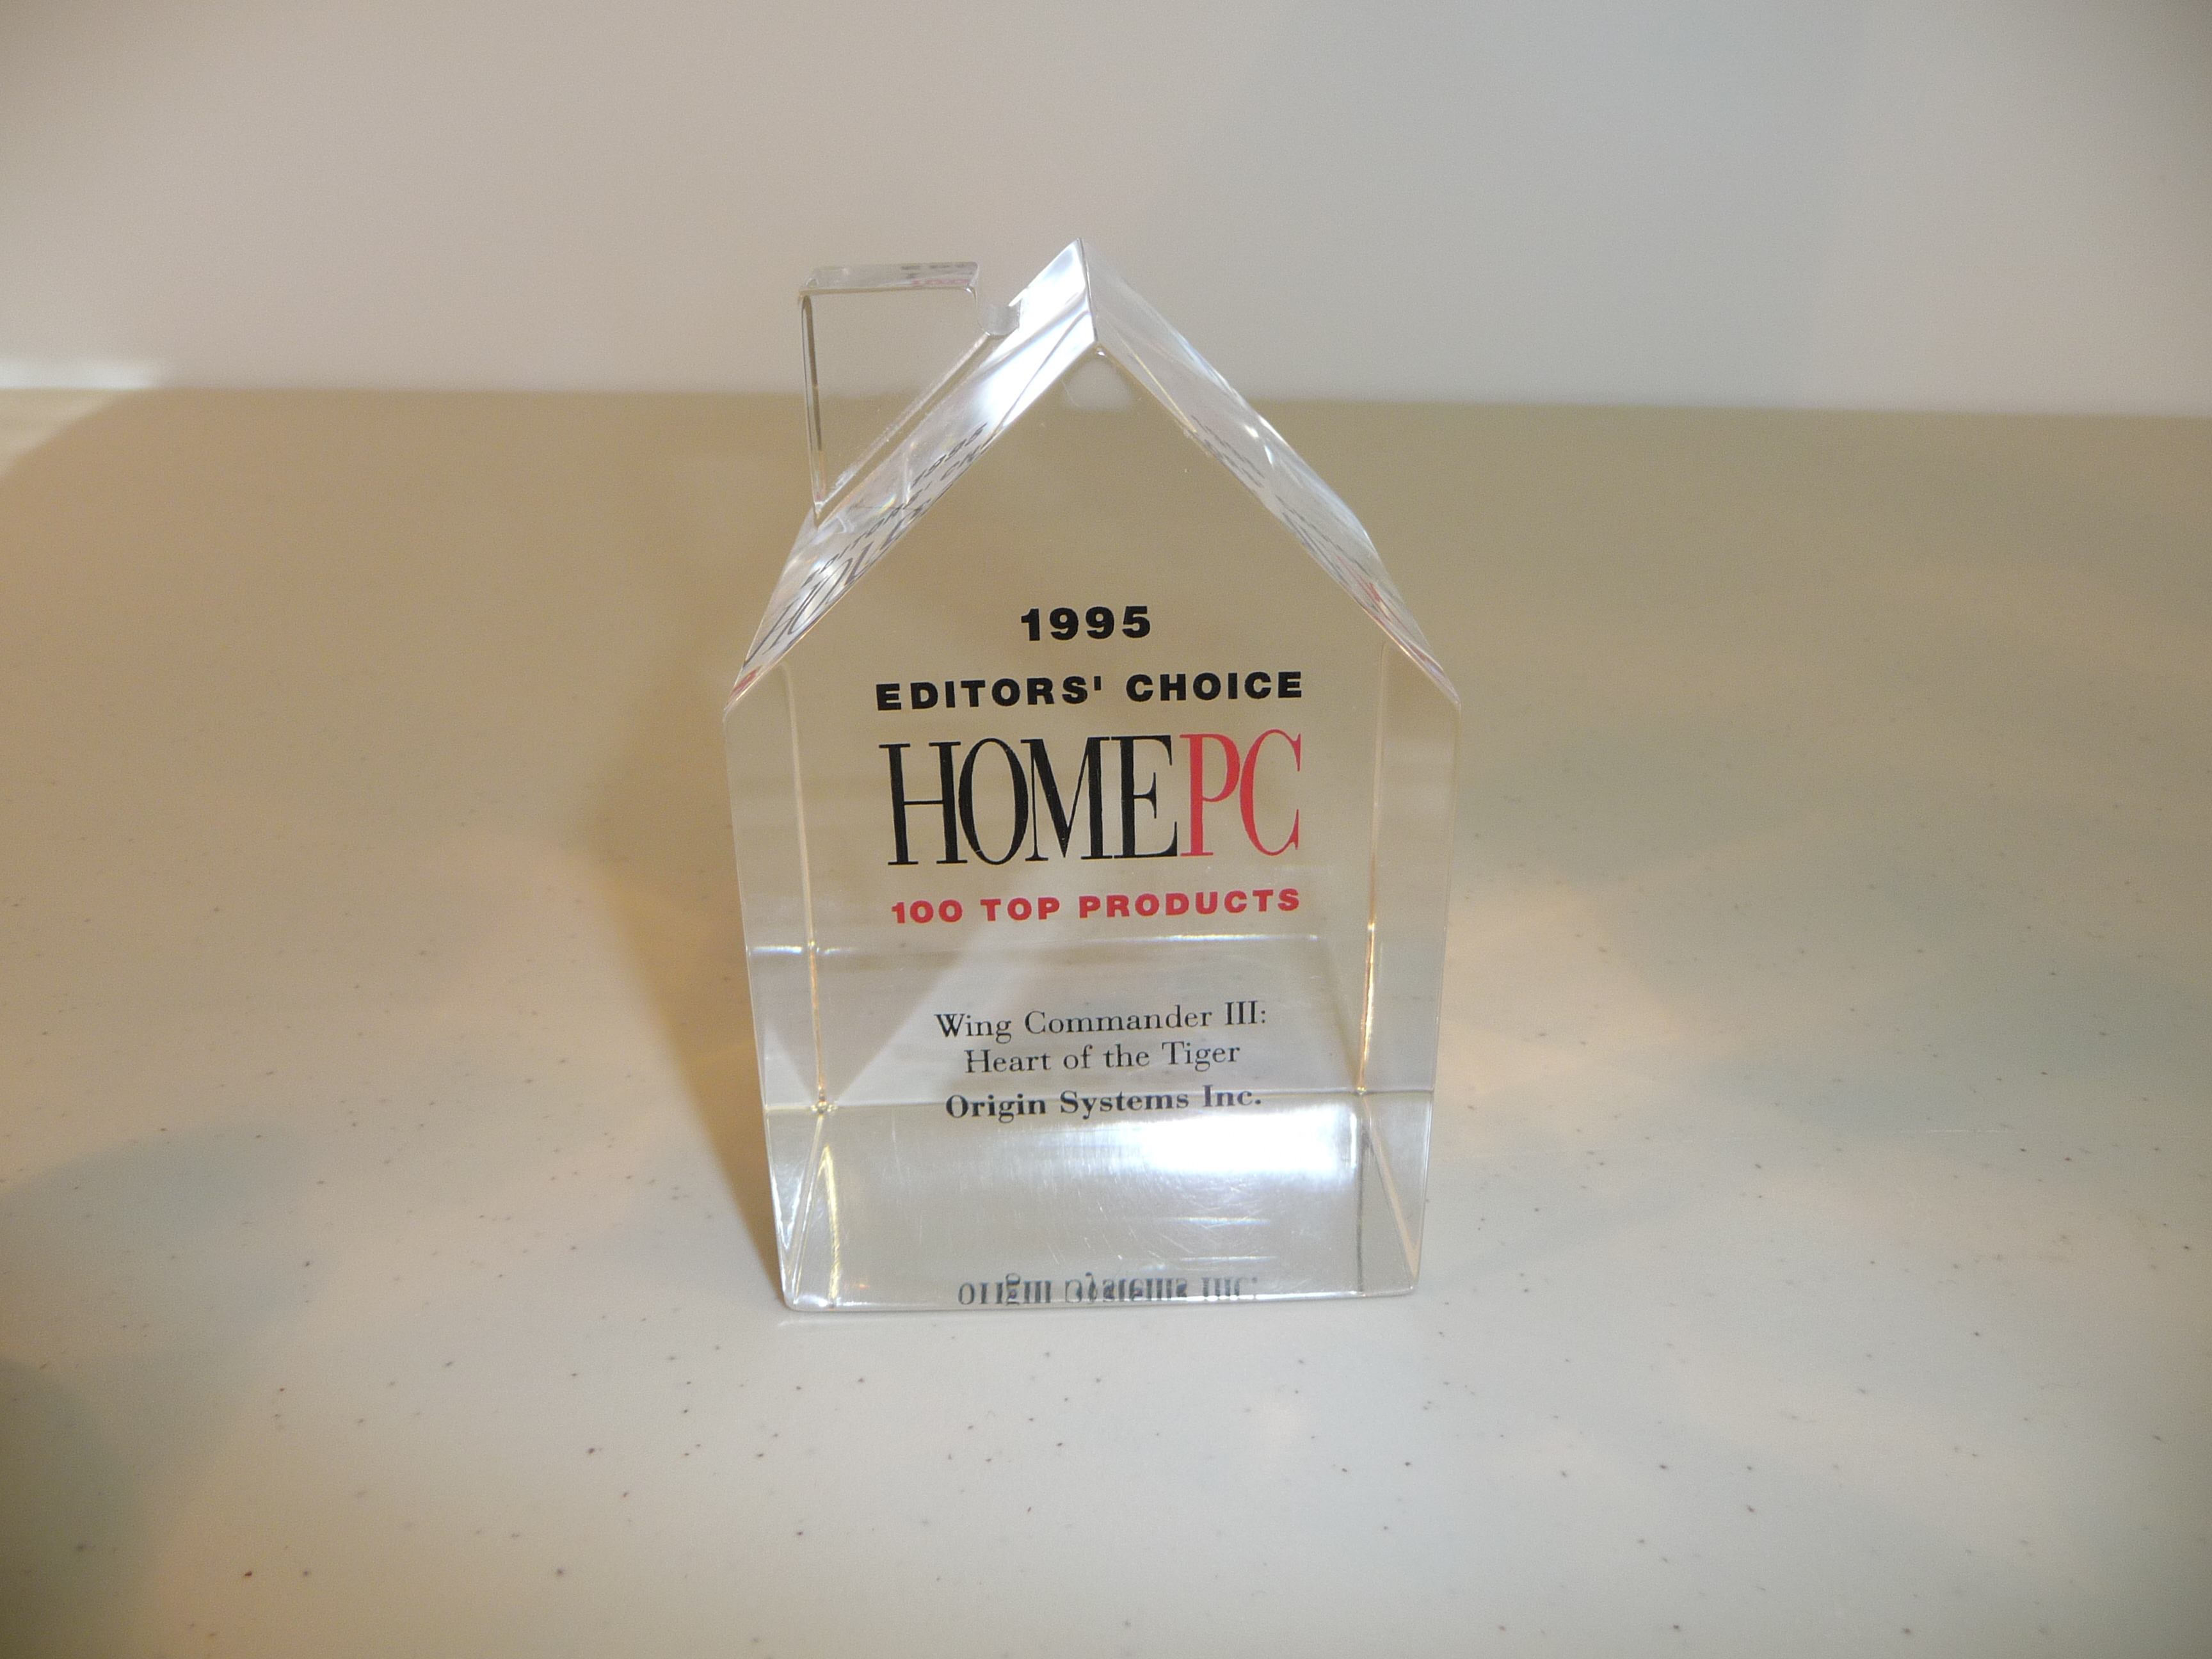 1995
EDITORS' CHOICE
HOMEPC
100 TOP PRODUCTS
Wing Commander III:
Heart of the Tiger
Origin Systems Inc.